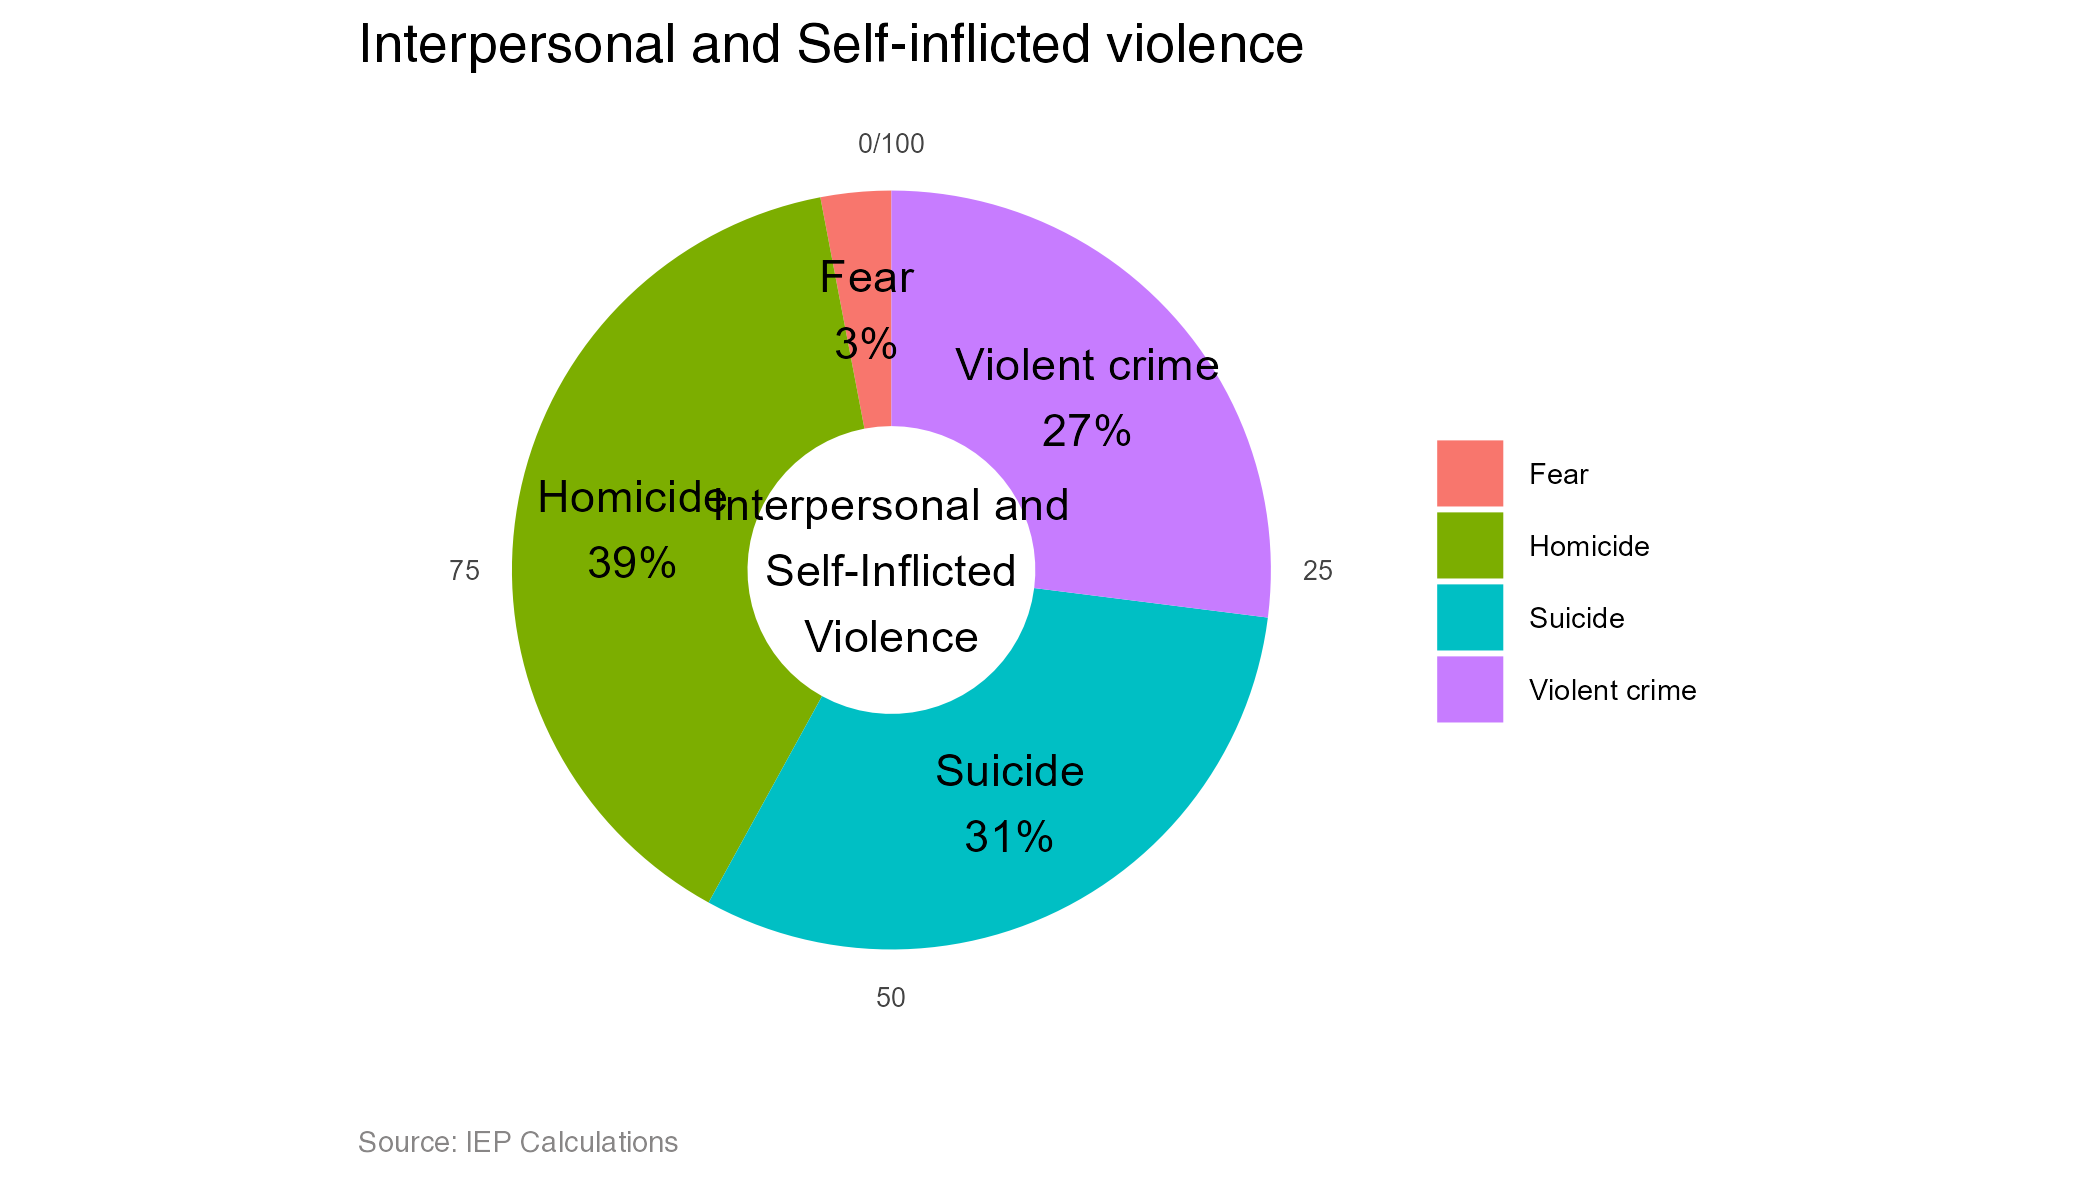 Interpersonal and Self-inflicted violence
0/100
Fear
3%
Violent crime
27%
Homicide
39%
Interpersonal and
Self-Inflicted
Violence
75
25
Suicide
31%
50
Fear
Homicide
Suicide
Violent crime
Source: IEP Calculations